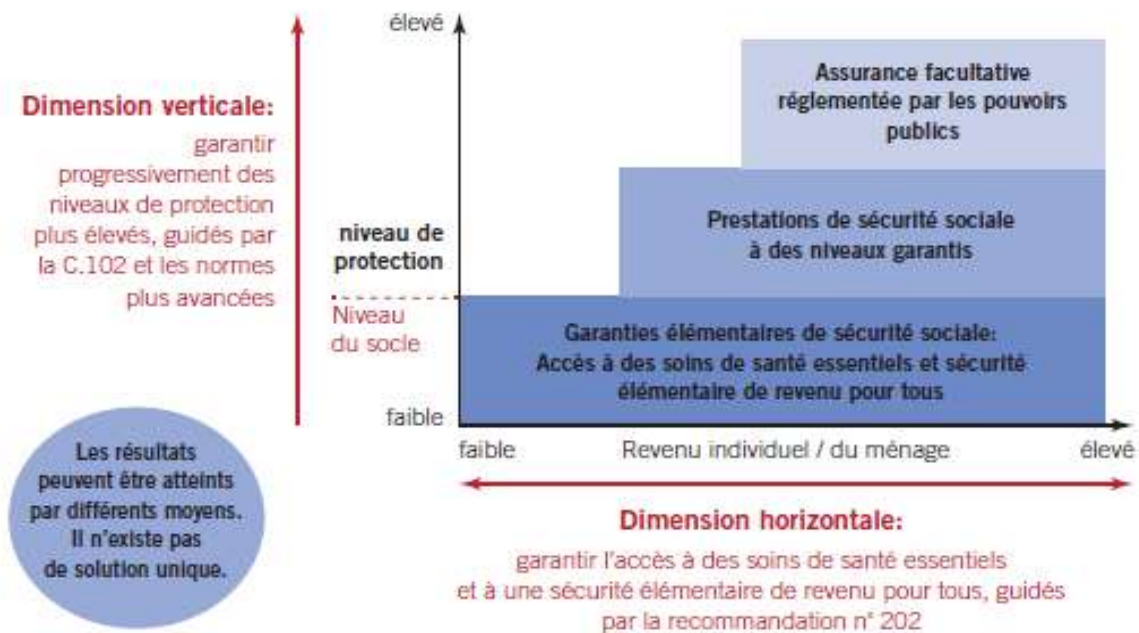 élevé
Dimension verticale:
garantir
progressivement des
niveaux de protection
plus élevés, guidés par
la C.102 et les normes
plus avancées
niveau de
protection
Niveau
du socle
faible
Assurance facultative
réglementée par les pouvoirs
publics
Prestations de sécurité sociale
à des niveaux garantis
Garanties élémentaires de sécurité sociale:
Accès à des soins de santé essentiels et sécurité
élémentaire de revenu pour tous
faible Revenu individuel / du ménage élevé
Les résultats
peuvent être atteints
par différents moyens.
Il n'existe pas
de solution unique.
Dimension horizontale:
garantir l'accès à des soins de santé essentiels
et à une sécurité élémentaire de revenu pour tous, guidés
par la recommandation n° 202